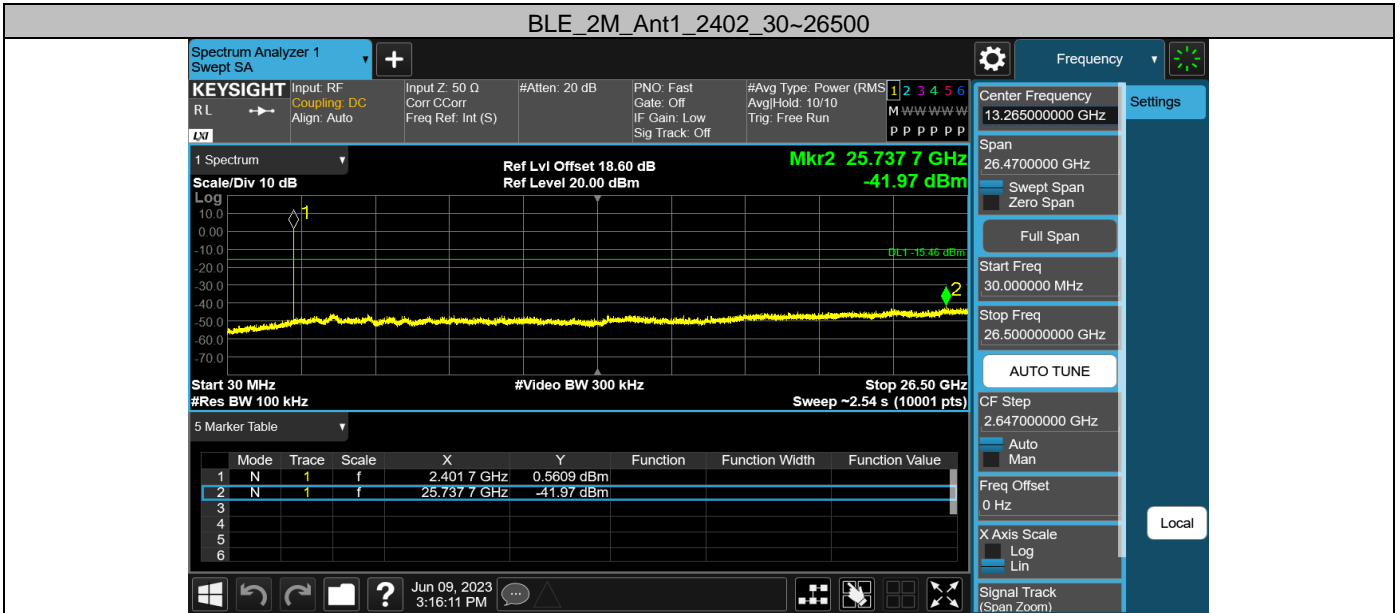 BLE_2M_Ant1_2402_30~26500
Spectrum Analyzer 1
Swept SA
+
Frequency
KEYSIGHT
R L
LXI
Input: RF
Coupling: DC
Align: Auto
Input Z: 50 Ω
Corr CCorr
Freq Ref: Int (S)
#Atten: 20 dB
PNO: Fast
Gate: Off
IF Gain: Low
Sig Track: Off
#Avg Type: Power (RMS
Avg|Hold: 10/10
Trig: Free Run
1 2 3 4 5 6
M W W W W W
P P P P P P
1 Spectrum
Scale/Div 10 dB
Ref Lvl Offset 18.60 dB
Ref Level 20.00 dBm
Mkr2 25.737 7 GHz
-41.97 dBm
Log
10.0
0.00
-10.0
-20.0
-30.0
-40.0
-50.0
-60.0
-70.0
1
DL1 -15.46 dBm
2
Start 30 MHz
#Video BW 300 kHz
Stop 26.50 GHz
#Res BW 100 kHz
Sweep ~2.54 s (10001 pts)
5 Marker Table
Mode Trace Scale X Y Function Function Width Function Value
1 N 1 f 2.401 7 GHz 0.5609 dBm
2 N 1 f 25.737 7 GHz -41.97 dBm
3
4
5
6
Center Frequency
13.265000000 GHz
Settings
Span
26.4700000 GHz
Swept Span
Zero Span
Full Span
Start Freq
30.000000 MHz
Stop Freq
26.500000000 GHz
AUTO TUNE
CF Step
2.647000000 GHz
Auto
Man
Freq Offset
0 Hz
Local
X Axis Scale
Log
Lin
Signal Track
(Span Zoom)
?
Jun 09, 2023
3:16:11 PM